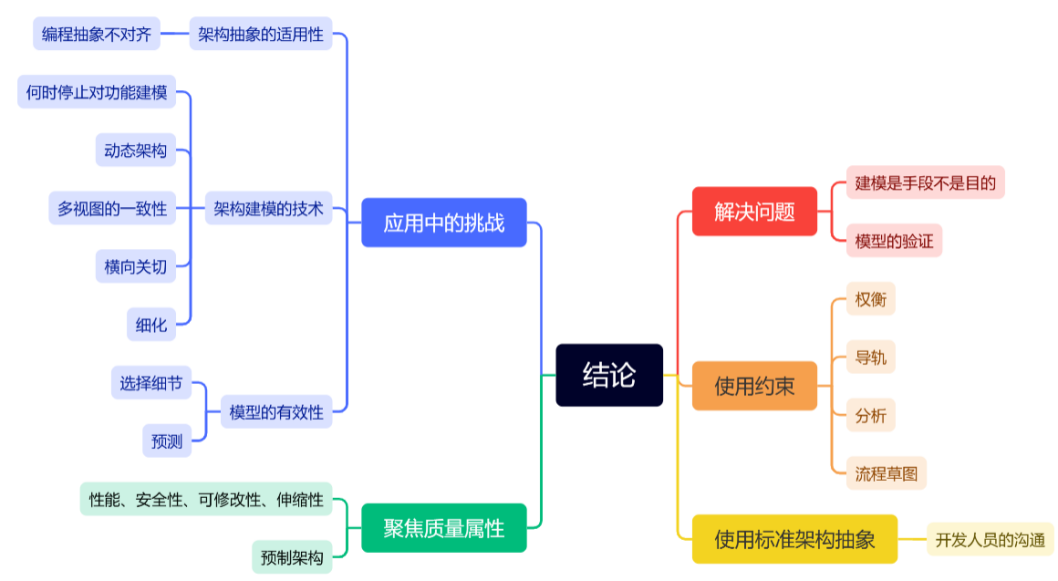 结论
解决问题
建模是手段不是目的
模型的验证
使用约束
权衡
导轨
分析
流程草图
使用标准架构抽象
开发人员的沟通
应用中的挑战
架构抽象的适用性
编程抽象不对齐
架构建模的技术
何时停止对功能建模
动态架构
多视图的一致性
横向关切
细化
模型的有效性
选择细节
预测
聚焦质量属性
性能、安全性、可修改性、伸缩性
预制架构